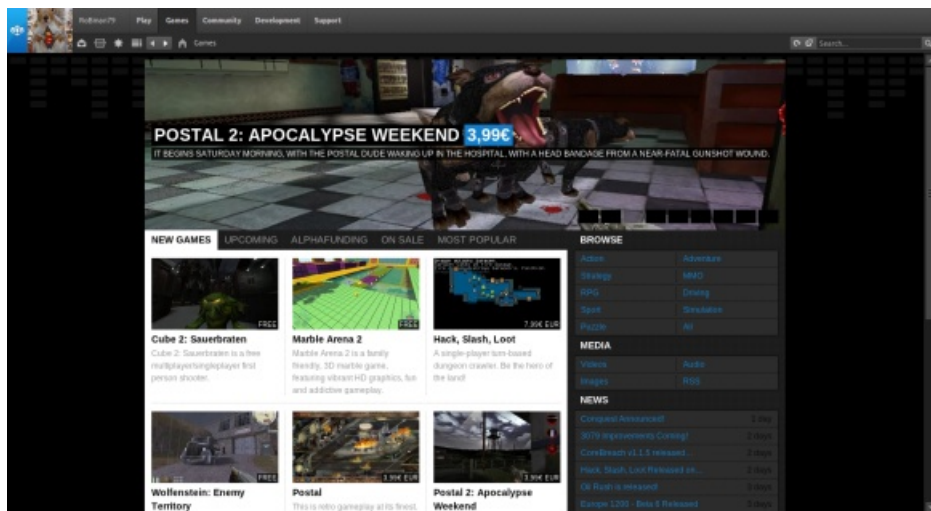 Play Games Community Development Support
Games
Search...
POSTAL 2: APOCALYPSE WEEKEND 3,99€
IT BEGINS SATURDAY MORNING, WITH THE POSTAL DUDE WAKING UP IN THE HOSPITAL, WITH A HEAD BANDAGE FROM A NEAR-FATAL GUNSHOT WOUND.
NEW GAMES UPCOMING ALPHAFUNDING ON SALE MOST POPULAR
FREE FREE 7,99€ EUR
Cube 2: Sauerbraten
Cube 2: Sauerbraten is a free
multiplayer/singleplayer first
person shooter.
Marble Arena 2
Marble Arena 2 is a family
friendly, 3D marble game,
featuring vibrant HD graphics, fun
and addictive gameplay.
Hack, Slash, Loot
A single-player turn-based
dungeon crawler. Be the hero of
the land!
FREE 3,99€ EUR 3,99€ EUR
Wolfenstein: Enemy
Territory
Postal
This is retro gameplay at its finest.
Postal 2: Apocalypse
Weekend
BROWSE
Action Adventure
Strategy MMO
RPG Driving
Sport Simulation
Puzzle All
MEDIA
Videos Audio
Images RSS
NEWS
Conquest Announced! 1 day
3079 Improvements Coming! 2 days
CoreBreach v1.1.5 released... 2 days
Hack, Slash, Loot Released on... 2 days
Oil Rush is released! 2 days
Europe 1200 - Beta 6 Released 3 days